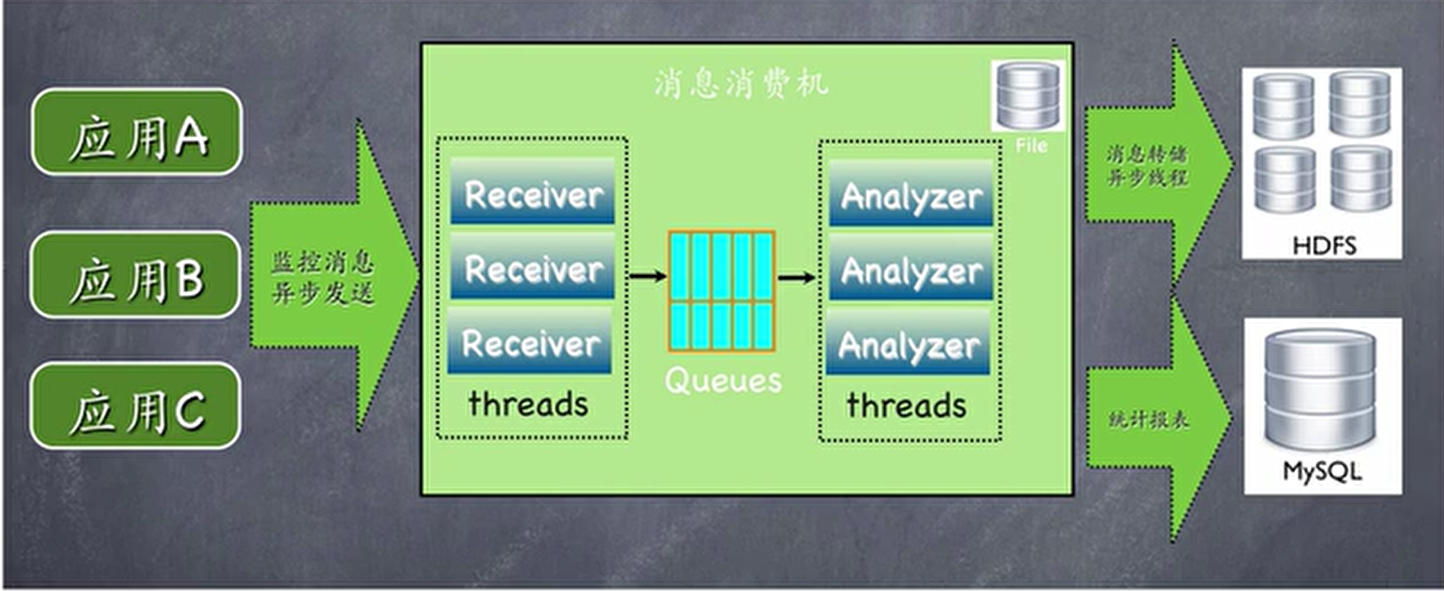 应用A
应用B
应用C
监控消息
异步发送
消息消费机
File
Receiver
Receiver
Receiver
threads
Queues
Analyzer
Analyzer
Analyzer
threads
消息转储
异步线程
HDFS
统计报表
MySQL